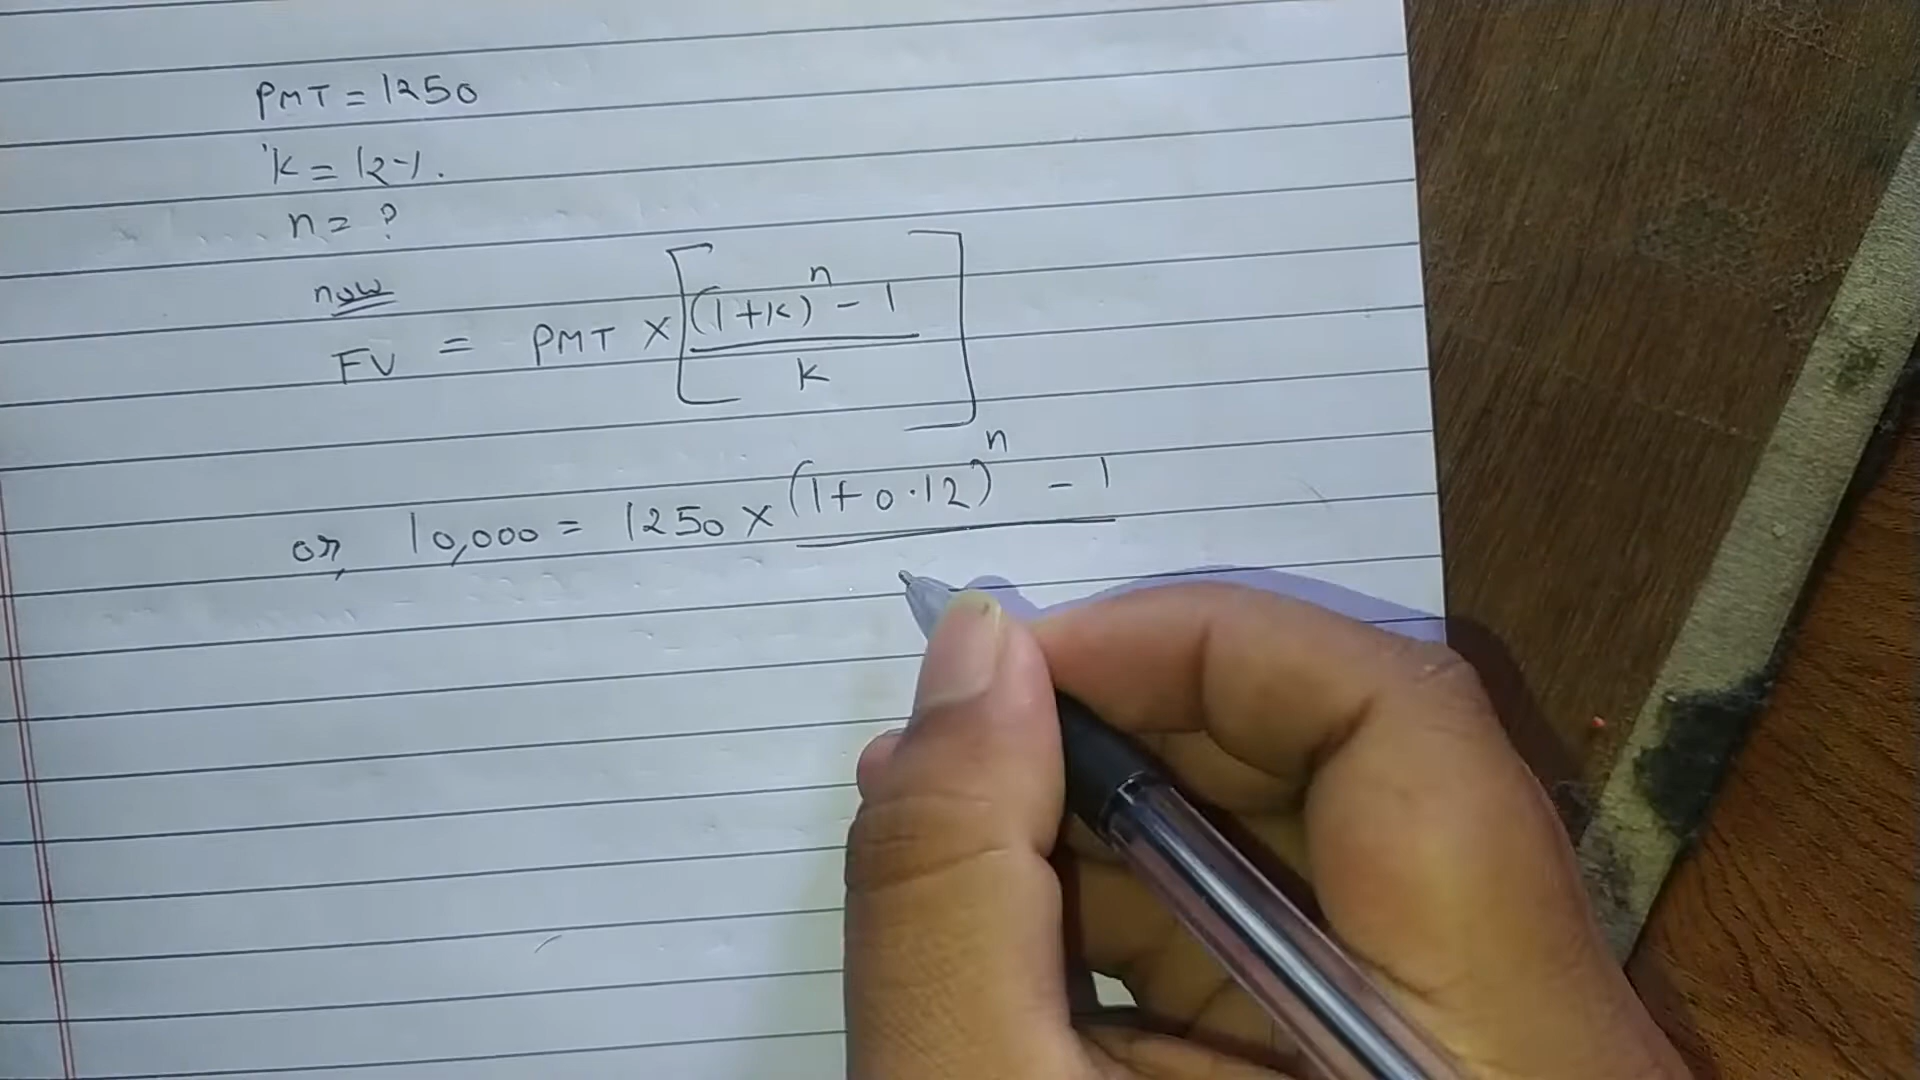 PMT = 1250
k = 12%.
n = ?
now
FV = PMT × [(1+k)^n - 1 / k]
or, 10,000 = 1250 × (1+0.12)^n - 1